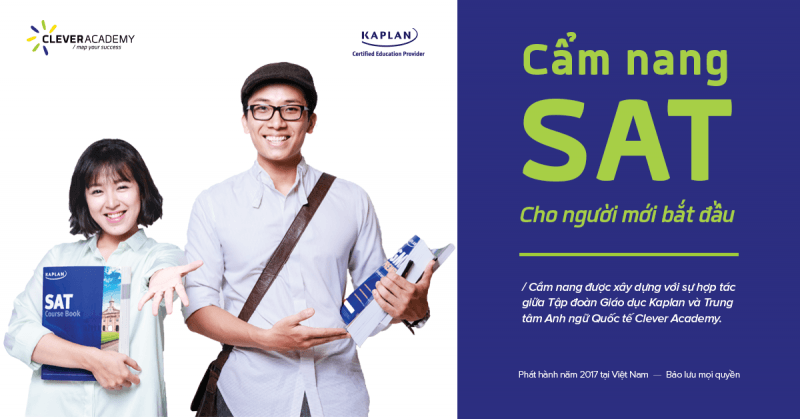 CLEVERACADEMY
/ map your success
KAPLAN
Certified Education Provider
Cẩm nang
SAT
Cho người mới bắt đầu
/ Cẩm nang được xây dựng với sự hợp tác
giữa Tập đoàn Giáo dục Kaplan và Trung
tâm Anh ngữ Quốc tế Clever Academy.
Phát hành năm 2017 tại Việt Nam — Bảo lưu mọi quyền
KAPLAN
SAT
Course Book